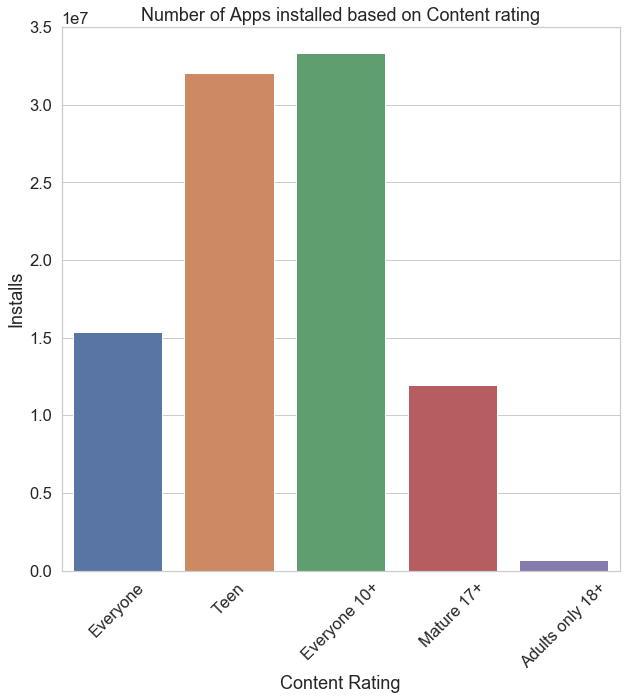 Number of Apps installed based on Content rating
1e7
3.5
3.0
2.5
2.0
1.5
1.0
0.5
0.0
Installs
Everyone
Teen
Everyone 10+
Mature 17+
Adults only 18+
Content Rating